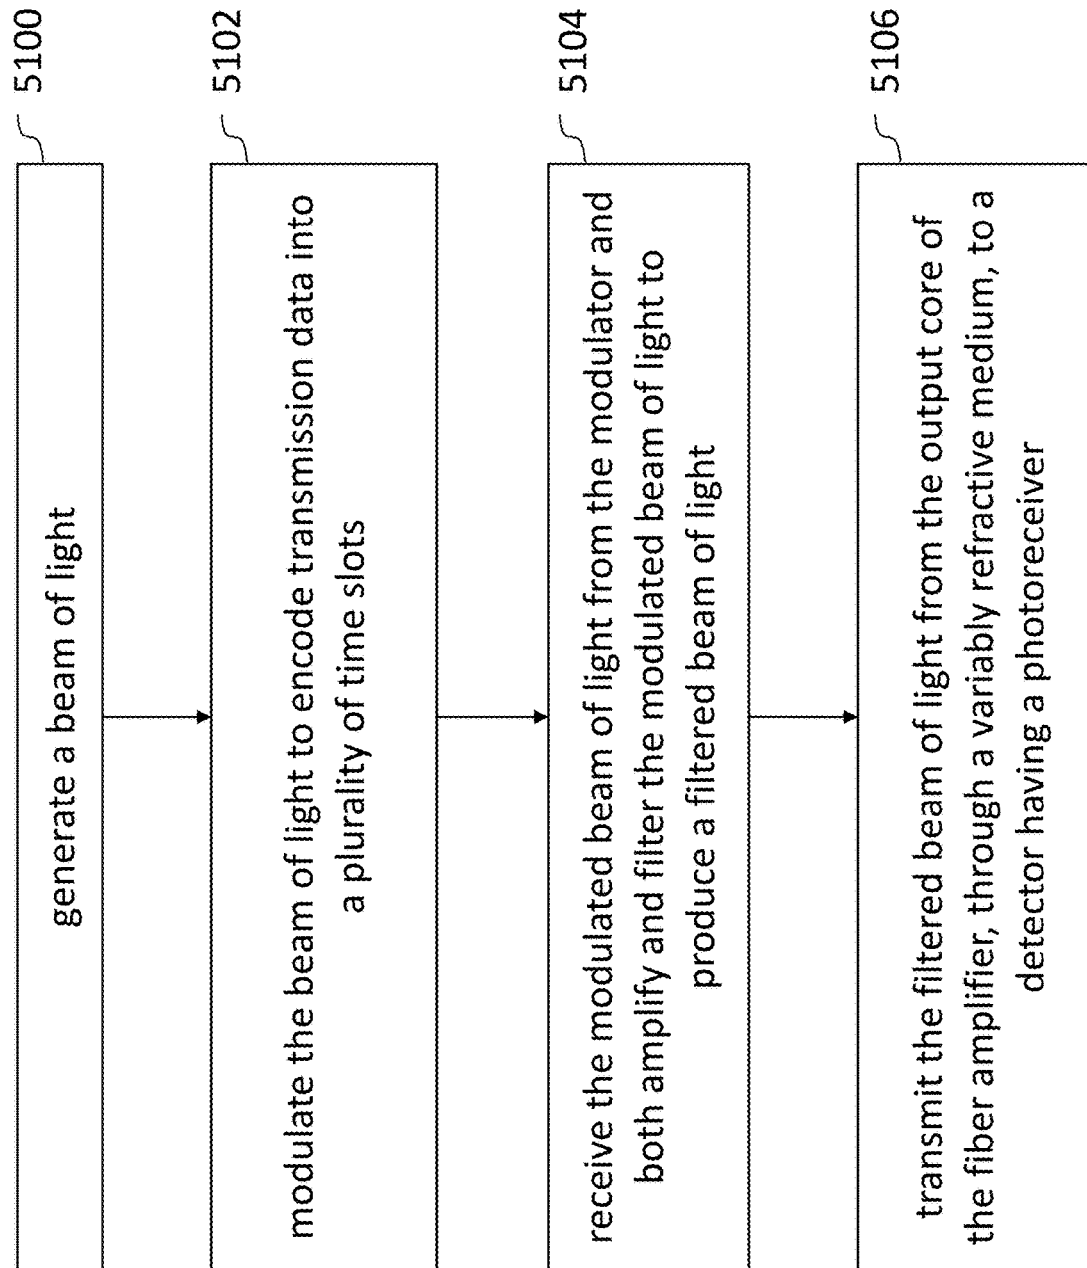 5100
generate a beam of light
5102
modulate the beam of light to encode transmission data into
a plurality of time slots
5104
receive the modulated beam of light from the modulator and
both amplify and filter the modulated beam of light to
produce a filtered beam of light
5106
transmit the filtered beam of light from the output core of
the fiber amplifier, through a variably refractive medium, to a
detector having a photoreceiver